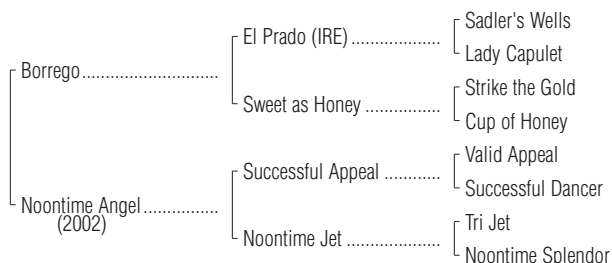 Sadler's Wells
El Prado (IRE) ....................
Lady Capulet
Borrego..............................
Strike the Gold
Sweet as Honey .................
Cup of Honey
Valid Appeal
Successful Appeal ............
Successful Dancer
Noontime Angel.................
(2002)
Tri Jet
Noontime Jet .....................
Noontime Splendor